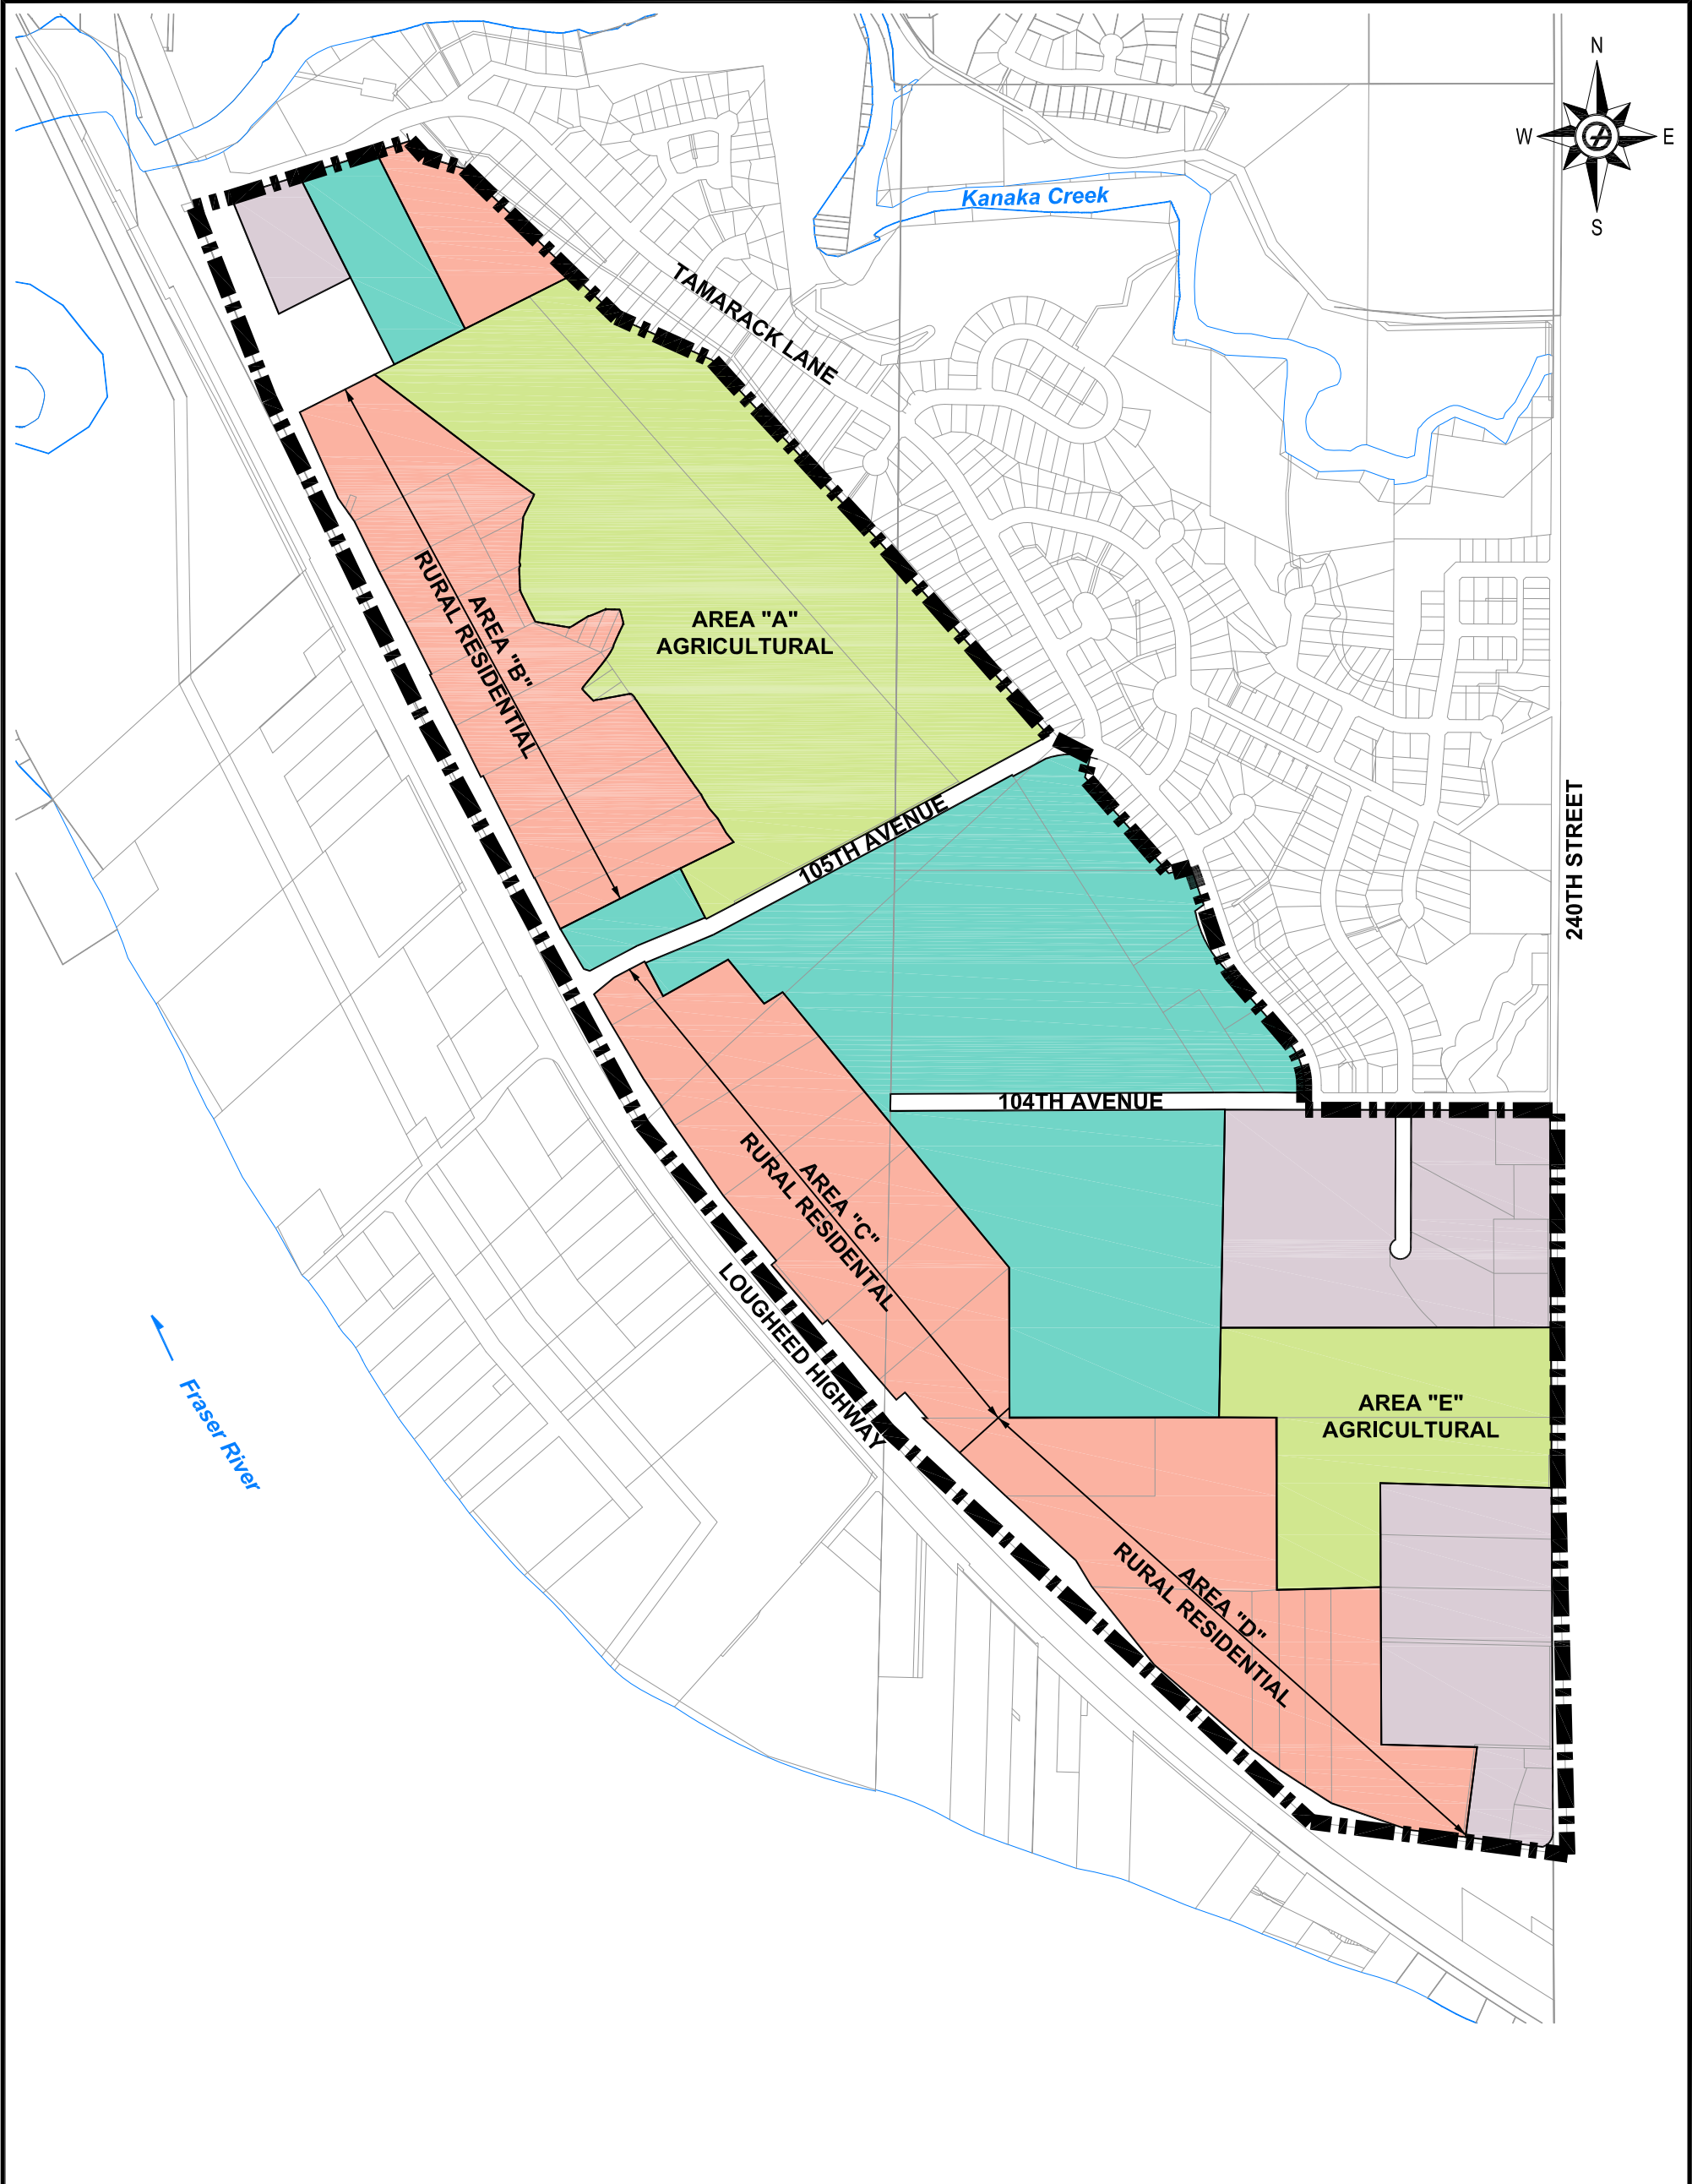 N
W
E
S
Kanaka Creek
TAMARACK LANE
AREA "A"
AGRICULTURAL
AREA "B"
RURAL RESIDENTIAL
240TH STREET
105TH AVENUE
104TH AVENUE
AREA "C"
RURAL RESIDENTAL
LOUGHEED HIGHWAY
Fraser River
AREA "E"
AGRICULTURAL
AREA "D"
RURAL RESIDENTIAL